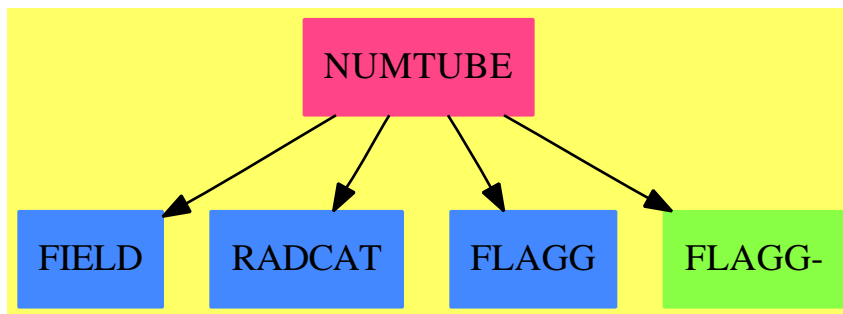 NUMTUBE
FIELD
RADCAT
FLAGG
FLAGG-